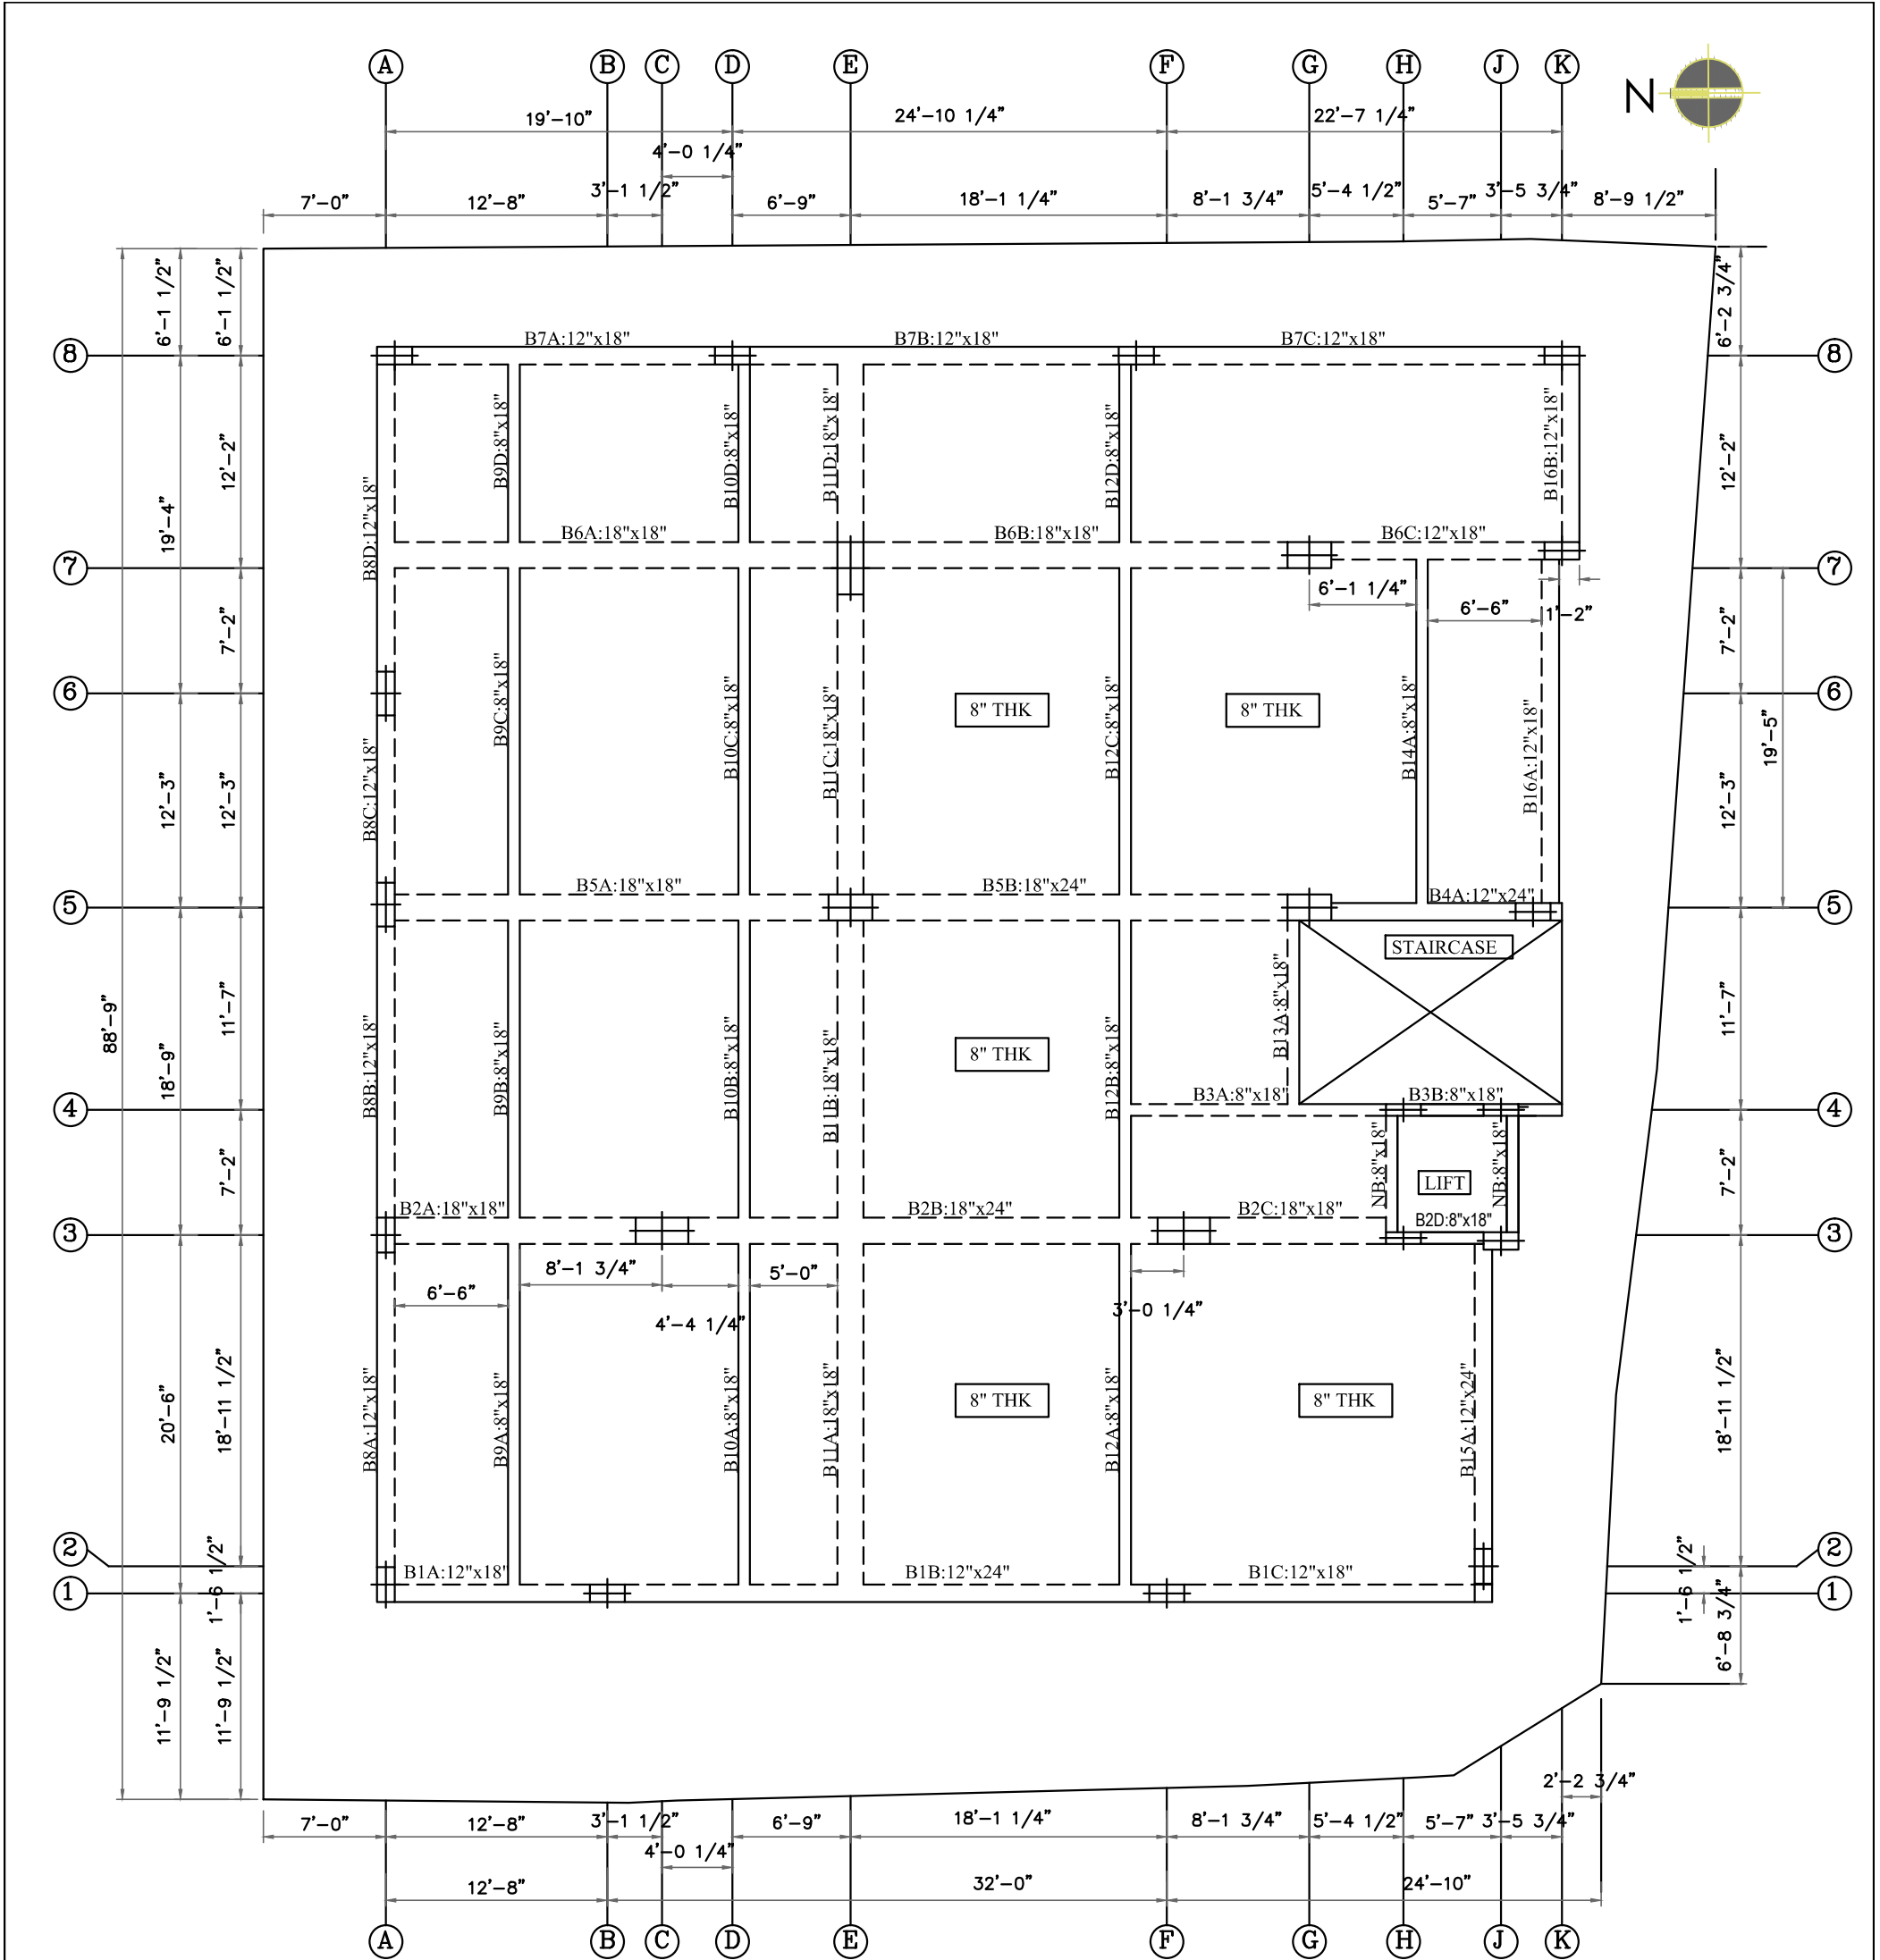 A B C D E F G H J K
N
19'-10" 24'-10 1/4" 22'-7 1/4"
4'-0 1/4"
7'-0" 12'-8" 3'-1 1/2" 6'-9" 18'-1 1/4" 8'-1 3/4" 5'-4 1/2" 5'-7" 3'-5 3/4" 8'-9 1/2"
6'-1 1/2" 6'-1 1/2" 6'-2 3/4"
B7A:12"x18" B7B:12"x18" B7C:12"x18"
8 8
12'-2" B9D:8"x18" B10D:8"x18" B11D:18"x18" B12D:8"x18" B16B:12"x18" 12'-2"
19'-4" B8D:12"x18"
B6A:18"x18" B6B:18"x18" B6C:12"x18"
7 7
6'-1 1/4" 6'-6" 1'-2"
7'-2" 7'-2"
6 6
B9C:8"x18" B10C:8"x18" B11C:18"x18" B12C:8"x18" B14A:8"x18" B16A:12"x18"
8" THK 8" THK
12'-3" 12'-3" B8C:12"x18" 12'-3" 19'-5"
B5A:18"x18" B5B:18"x24" B4A:12"x24"
5 5
STAIRCASE
88'-9" 18'-9" 11'-7" B8B:12"x18" B9B:8"x18" B10B:8"x18" B11B:18"x18" B12B:8"x18" B13A:8"x18" 11'-7"
8" THK
B3A:8"x18" B3B:8"x18"
4 4
7'-2" NB:8"x18" LIFT NB:8"x18" 7'-2"
B2A:18"x18" B2B:18"x24" B2C:18"x18" B2D:8"x18"
3 3
8'-1 3/4" 5'-0"
6'-6" 4'-4 1/4" 3'-0 1/4"
20'-6" 18'-11 1/2" B8A:12"x18" B9A:8"x18" B10A:8"x18" B11A:18"x18" B12A:8"x18" B15A:12"x24" 18'-11 1/2"
8" THK 8" THK
2 2
B1A:12"x18" B1B:12"x24" B1C:12"x18"
1 1'-6 1/2" 1'-6 1/2" 1
11'-9 1/2" 11'-9 1/2" 6'-8 3/4"
2'-2 3/4"
7'-0" 12'-8" 3'-1 1/2" 6'-9" 18'-1 1/4" 8'-1 3/4" 5'-4 1/2" 5'-7" 3'-5 3/4"
4'-0 1/4"
12'-8" 32'-0" 24'-10"
A B C D E F G H J K